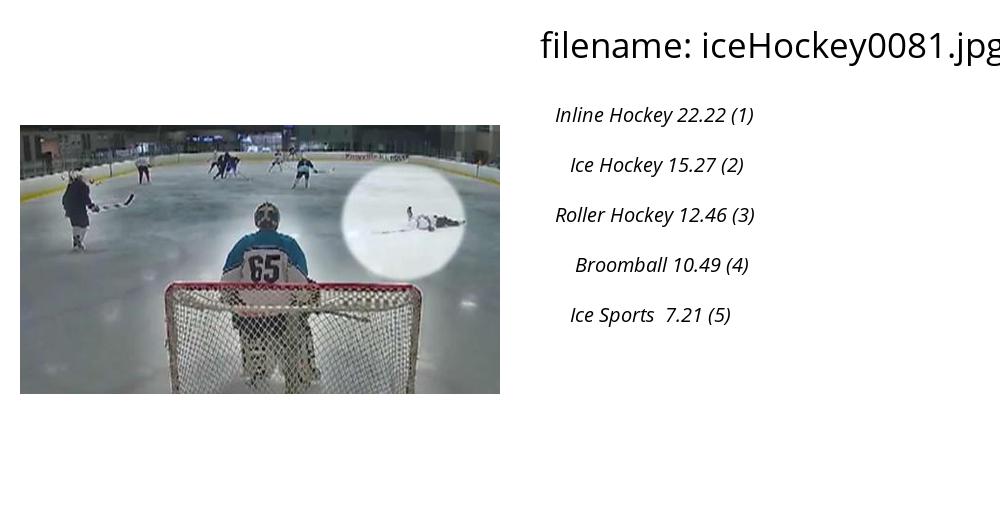 filename: iceHockey0081.jpg
Inline Hockey 22.22 (1)
Ice Hockey 15.27 (2)
Roller Hockey 12.46 (3)
Broomball 10.49 (4)
Ice Sports 7.21 (5)
65